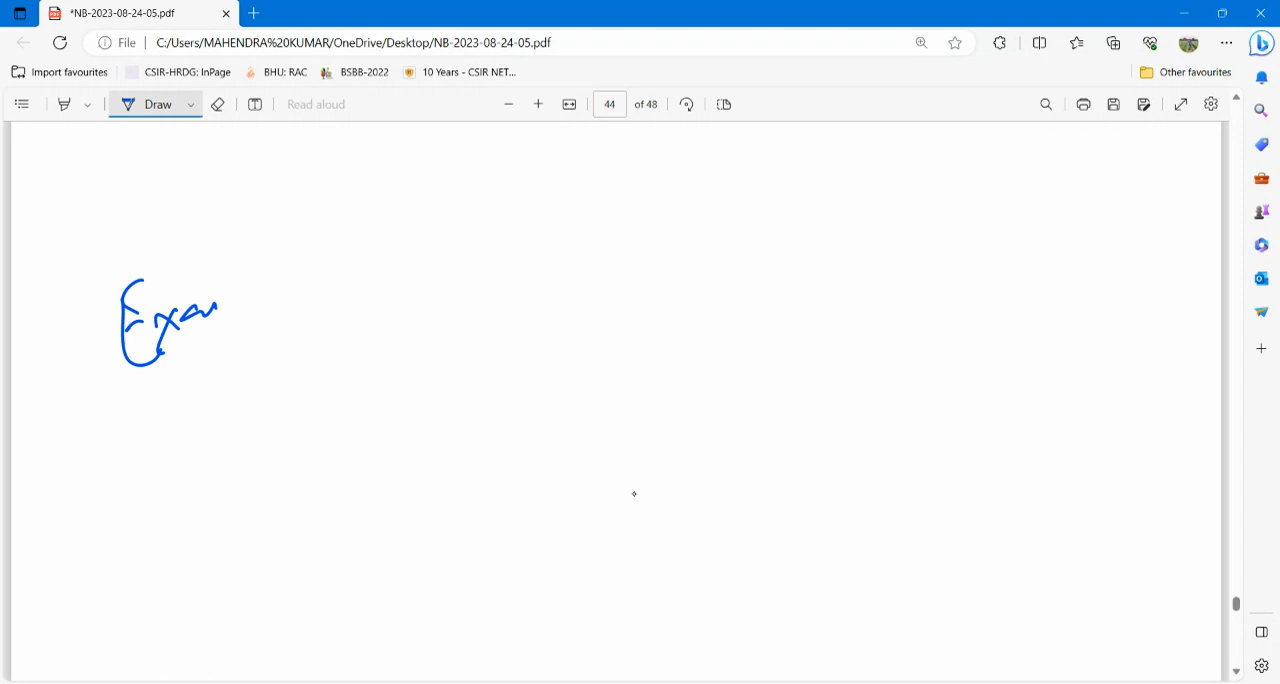 *NB-2023-08-24-05.pdf
File | C:/Users/MAHENDRA%20KUMAR/OneDrive/Desktop/NB-2023-08-24-05.pdf
Import favourites CSIR-HRDG: InPage BHU: RAC BSBB-2022 10 Years - CSIR NET... Other favourites
Draw Read aloud 44 of 48
Exam